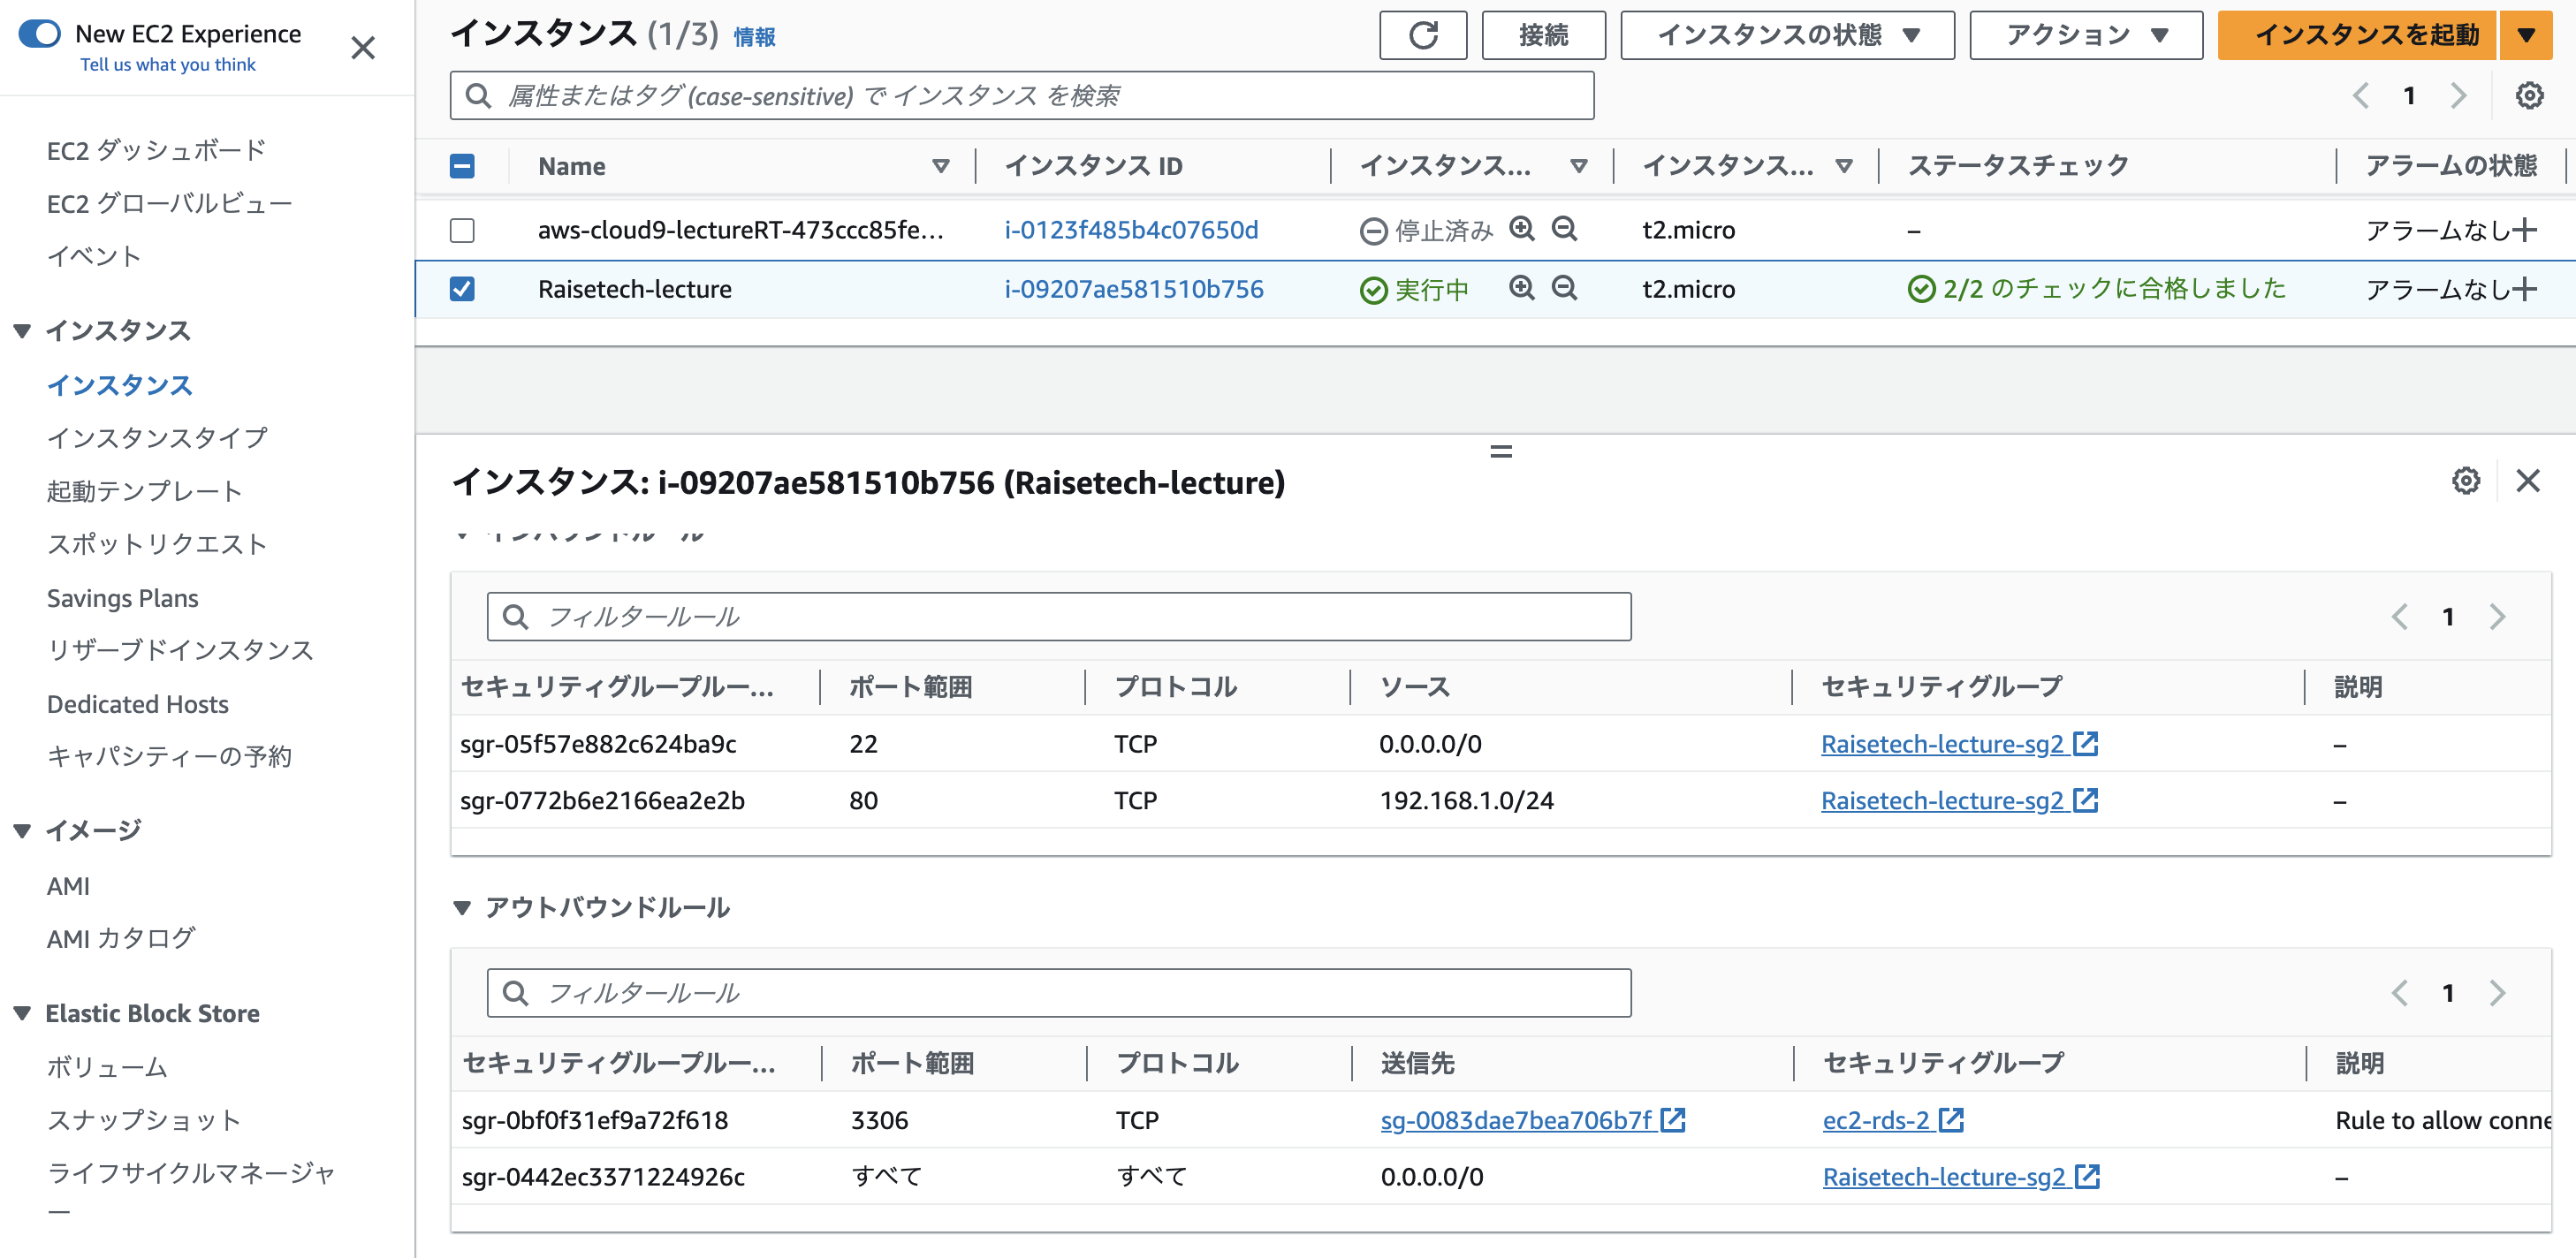 New EC2 Experience
Tell us what you think
EC2 ダッシュボード
EC2 グローバルビュー
イベント
インスタンス
インスタンス
インスタンスタイプ
起動テンプレート
スポットリクエスト
Savings Plans
リザーブドインスタンス
Dedicated Hosts
キャパシティーの予約
イメージ
AMI
AMI カタログ
Elastic Block Store
ボリューム
スナップショット
ライフサイクルマネージャー
インスタンス (1/3) 情報
接続 インスタンスの状態 アクション インスタンスを起動
属性またはタグ (case-sensitive) で インスタンス を検索
1
Name インスタンス ID インスタンス... インスタンス... ステータスチェック アラームの状態
aws-cloud9-lectureRT-473ccc85fe... i-0123f485b4c07650d 停止済み t2.micro – アラームなし
Raisetech-lecture i-09207ae581510b756 実行中 t2.micro 2/2 のチェックに合格しました アラームなし
インスタンス: i-09207ae581510b756 (Raisetech-lecture)
インバウンドルール
フィルタールール
1
セキュリティグループルー... ポート範囲 プロトコル ソース セキュリティグループ 説明
sgr-05f57e882c624ba9c 22 TCP 0.0.0.0/0 Raisetech-lecture-sg2 –
sgr-0772b6e2166ea2e2b 80 TCP 192.168.1.0/24 Raisetech-lecture-sg2 –
アウトバウンドルール
フィルタールール
1
セキュリティグループルー... ポート範囲 プロトコル 送信先 セキュリティグループ 説明
sgr-0bf0f31ef9a72f618 3306 TCP sg-0083dae7bea706b7f ec2-rds-2 Rule to allow conne
sgr-0442ec3371224926c すべて すべて 0.0.0.0/0 Raisetech-lecture-sg2 –